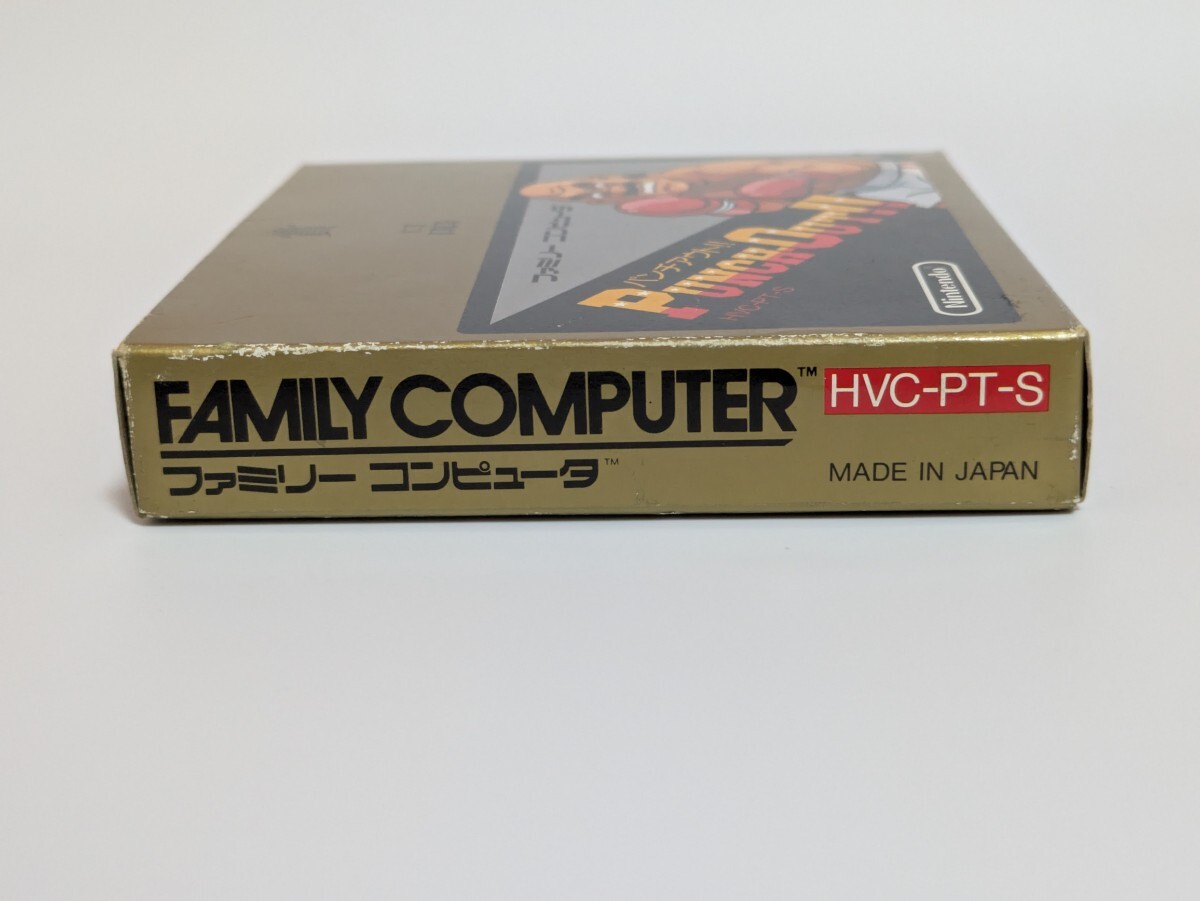 ファミリー コンピュータ
パンチアウト!!
PUNCH-OUT!!
HVC-PT-S
Nintendo
FAMILY COMPUTER™
HVC-PT-S
ファミリー コンピュータ™
MADE IN JAPAN